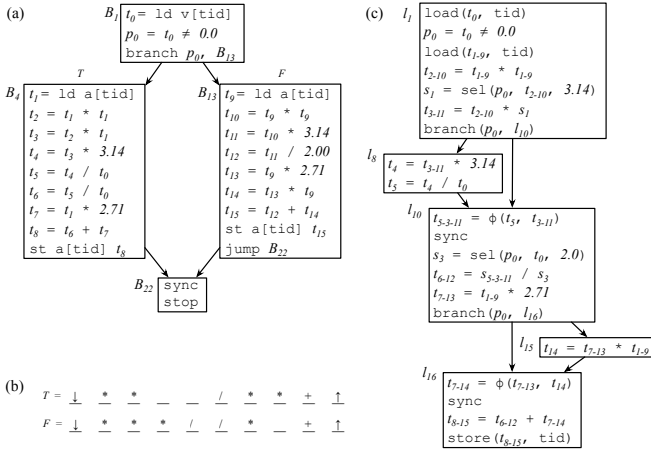 (a)
B1 t0 = ld v[tid]
p0 = t0 ≠ 0.0
branch p0, B13
T
F
B4 t1= ld a[tid]
t2 = t1 * t1
t3 = t2 * t1
t4 = t3 * 3.14
t5 = t4 / t0
t6 = t5 / t0
t7 = t1 * 2.71
t8 = t6 + t7
st a[tid] t8
B13 t9= ld a[tid]
t10 = t9 * t9
t11 = t10 * 3.14
t12 = t11 / 2.00
t13 = t9 * 2.71
t14 = t13 * t9
t15 = t12 + t14
st a[tid] t15
jump B22
B22 sync
stop
(b)
T = ↓ * * _ _ / * * + ↑
F = ↓ * * * / / * _ + ↑
(c)
l1 load(t0, tid)
p0 = t0 ≠ 0.0
load(t1-9, tid)
t2-10 = t1-9 * t1-9
s1 = sel(p0, t2-10, 3.14)
t3-11 = t2-10 * s1
branch(p0, l10)
l8 t4 = t3-11 * 3.14
t5 = t4 / t0
l10 t5-3-11 = ϕ(t5, t3-11)
sync
s3 = sel(p0, t0, 2.0)
t6-12 = s5-3-11 / s3
t7-13 = t1-9 * 2.71
branch(p0, l16)
l15 t14 = t7-13 * t1-9
l16 t7-14 = ϕ(t7-13, t14)
sync
t8-15 = t6-12 + t7-14
store(t8-15, tid)